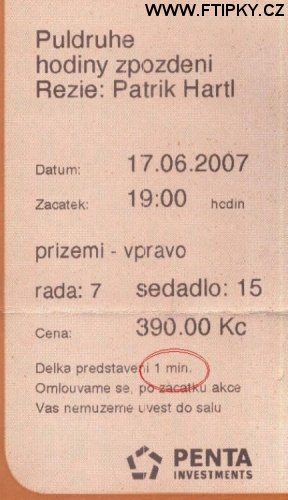 WWW.FTIPKY.CZ
Puldruhe
hodiny zpozdeni
Rezie: Patrik Hartl
Datum: 17.06.2007
Zacatek: 19:00 hodin
prizemi - vpravo
rada: 7 sedadlo: 15
Cena: 390.00 Kc
Delka predstaveni 1 min.
Omlouvame se, po zacatku akce
Vas nemuzeme uvest do salu
PENTA
INVESTMENTS